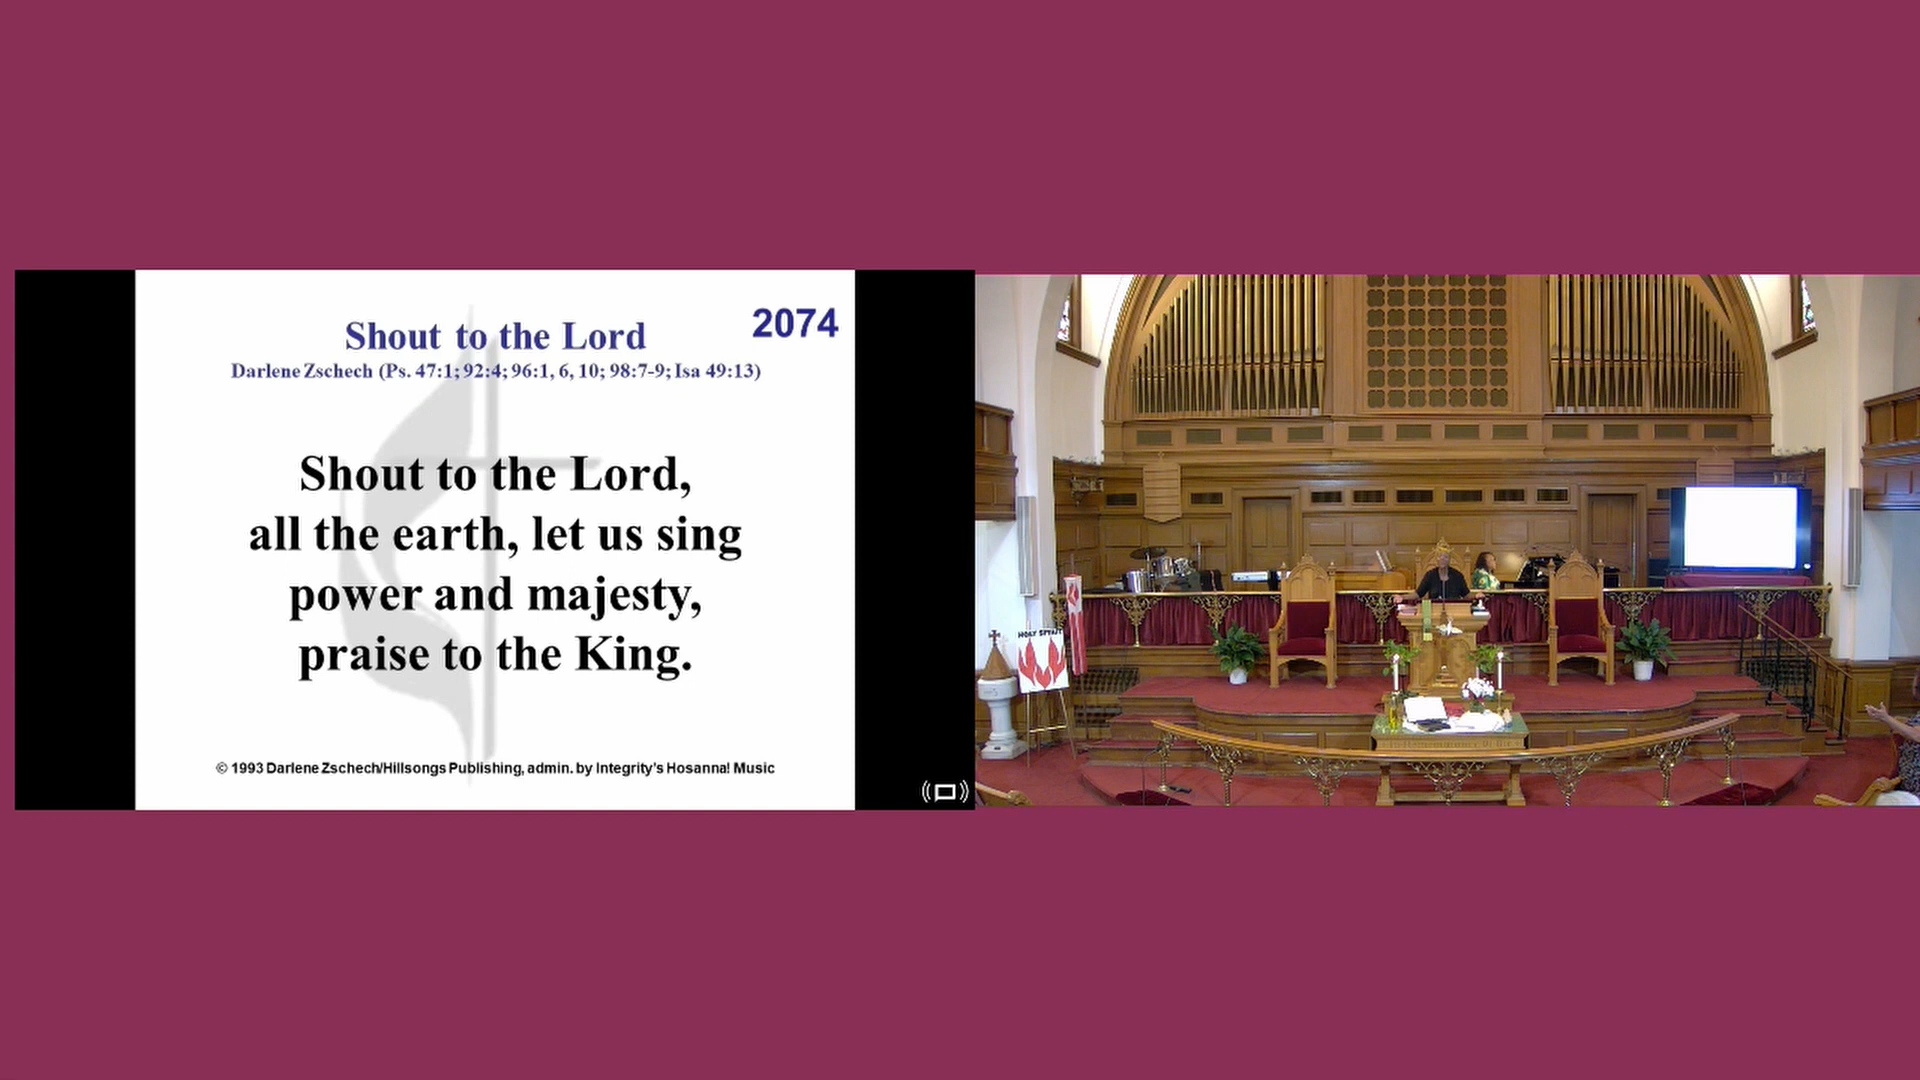 Shout to the Lord
2074
Darlene Zschech (Ps. 47:1; 92:4; 96:1, 6, 10; 98:7-9; Isa 49:13)
Shout to the Lord,
all the earth, let us sing
power and majesty,
praise to the King.
© 1993 Darlene Zschech/Hillsongs Publishing, admin. by Integrity's Hosanna! Music
HOLY SPIRIT